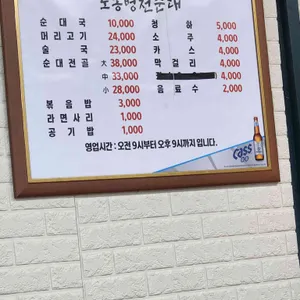 순대국 10,000 청하 5,000
머리고기 24,000 소주 4,000
술국 23,000 카스 4,000
순대전골 大 38,000 막걸리 4,000
中 33,000 4,000
小 28,000 음료수 2,000
볶음밥 3,000
라면사리 1,000
공기밥 1,000
영업시간 : 오전 9시부터 오후 9시까지 입니다.
cass